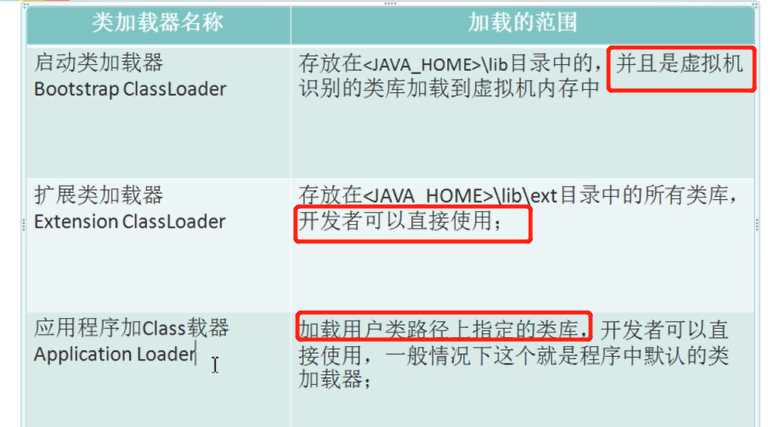 类加载器名称
加载的范围
启动类加载器
Bootstrap ClassLoader
存放在<JAVA_HOME>\lib目录中的，并且是虚拟机
识别的类库加载到虚拟机内存中
扩展类加载器
Extension ClassLoader
存放在<JAVA_HOME>\lib\ext目录中的所有类库，
开发者可以直接使用；
应用程序加Class载器
Application Loader
加载用户类路径上指定的类库，开发者可以直
接使用，一般情况下这个就是程序中默认的类
加载器；